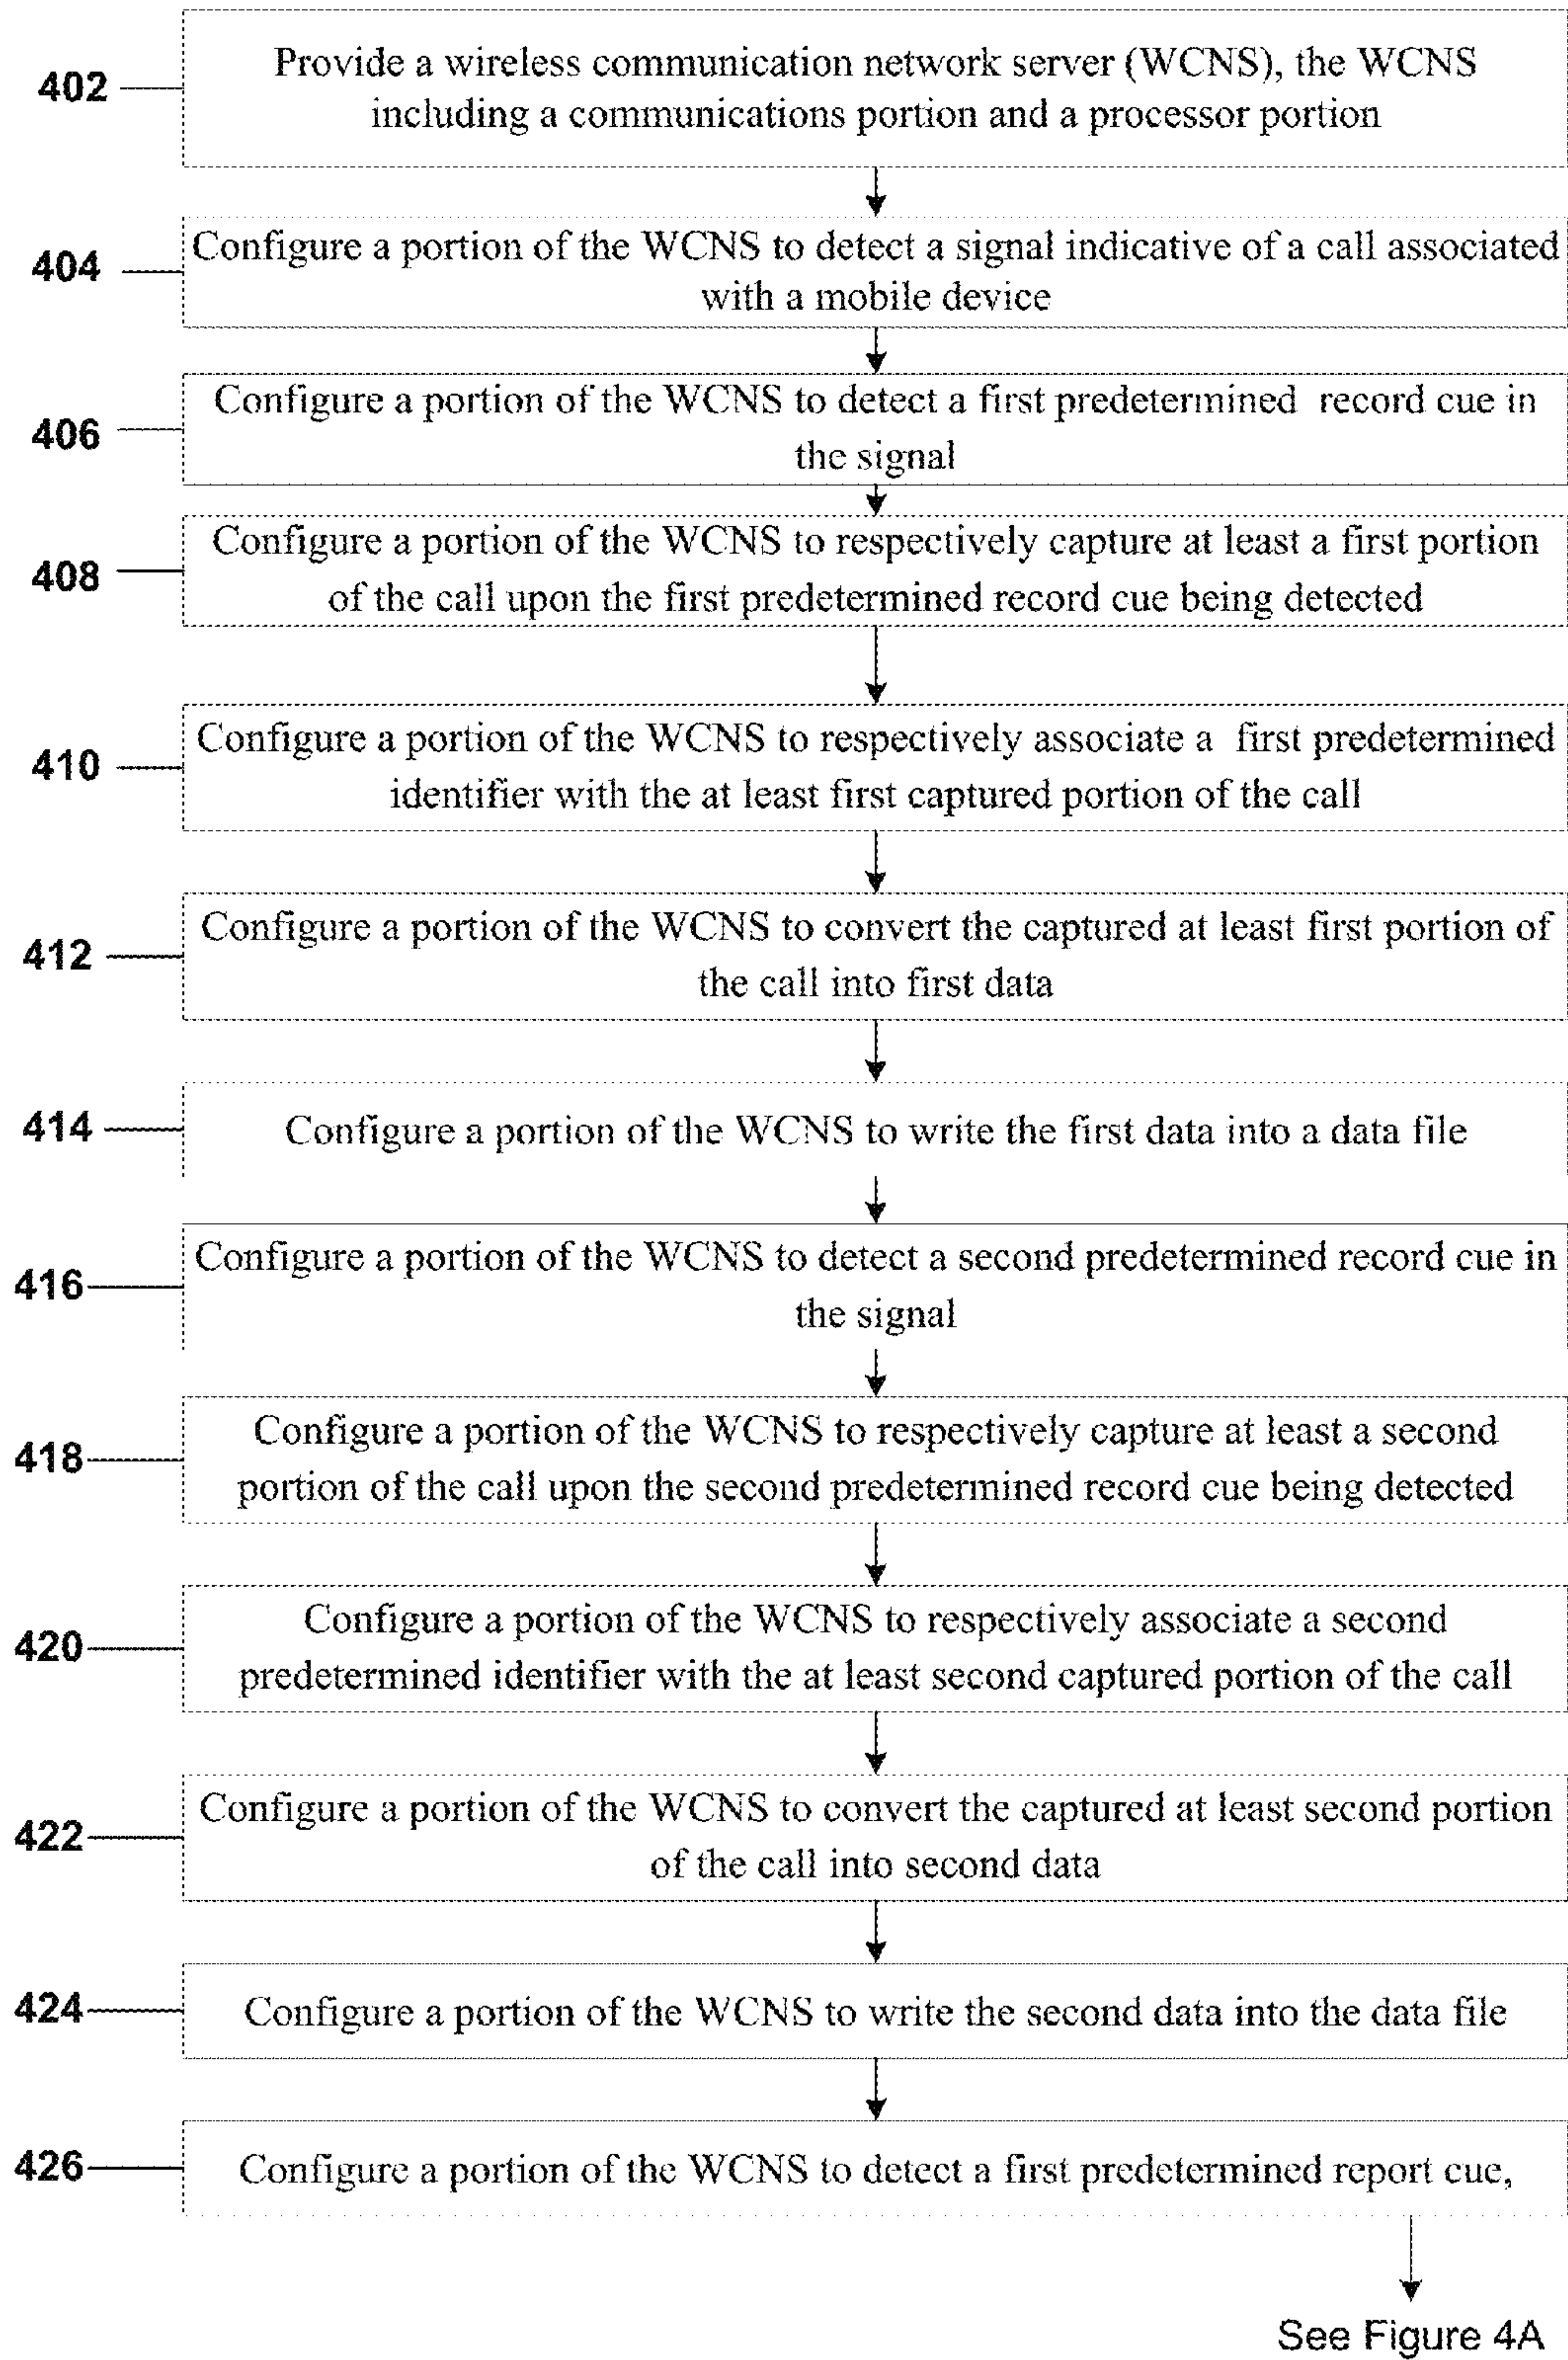 402
Provide a wireless communication network server (WCNS), the WCNS
including a communications portion and a processor portion
404
Configure a portion of the WCNS to detect a signal indicative of a call associated
with a mobile device
406
Configure a portion of the WCNS to detect a first predetermined record cue in
the signal
408
Configure a portion of the WCNS to respectively capture at least a first portion
of the call upon the first predetermined record cue being detected
410
Configure a portion of the WCNS to respectively associate a first predetermined
identifier with the at least first captured portion of the call
412
Configure a portion of the WCNS to convert the captured at least first portion of
the call into first data
414
Configure a portion of the WCNS to write the first data into a data file
416
Configure a portion of the WCNS to detect a second predetermined record cue in
the signal
418
Configure a portion of the WCNS to respectively capture at least a second
portion of the call upon the second predetermined record cue being detected
420
Configure a portion of the WCNS to respectively associate a second
predetermined identifier with the at least second captured portion of the call
422
Configure a portion of the WCNS to convert the captured at least second portion
of the call into second data
424
Configure a portion of the WCNS to write the second data into the data file
426
Configure a portion of the WCNS to detect a first predetermined report cue,
See Figure 4A